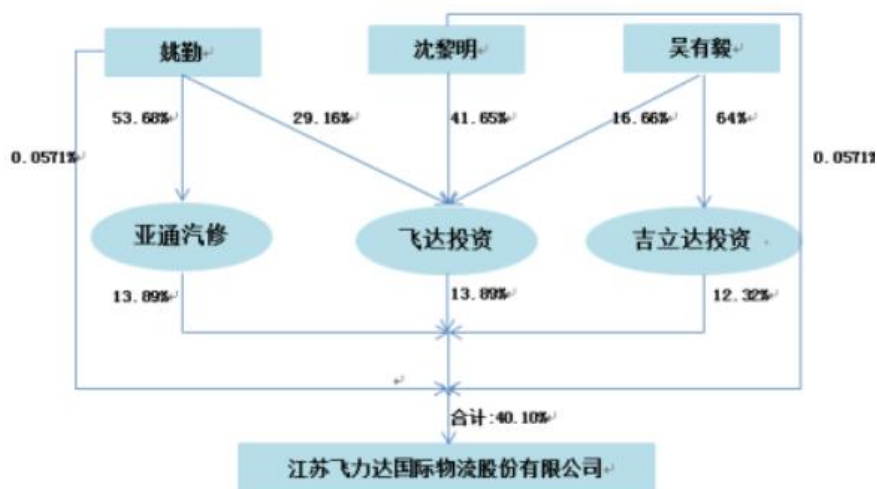 姚勤
沈黎明
吴有毅
53.68%
29.16%
41.65%
16.66%
64%
0.0571%
0.0571%
亚通汽修
飞达投资
吉立达投资
13.89%
13.89%
12.32%
合计:40.10%
江苏飞力达国际物流股份有限公司